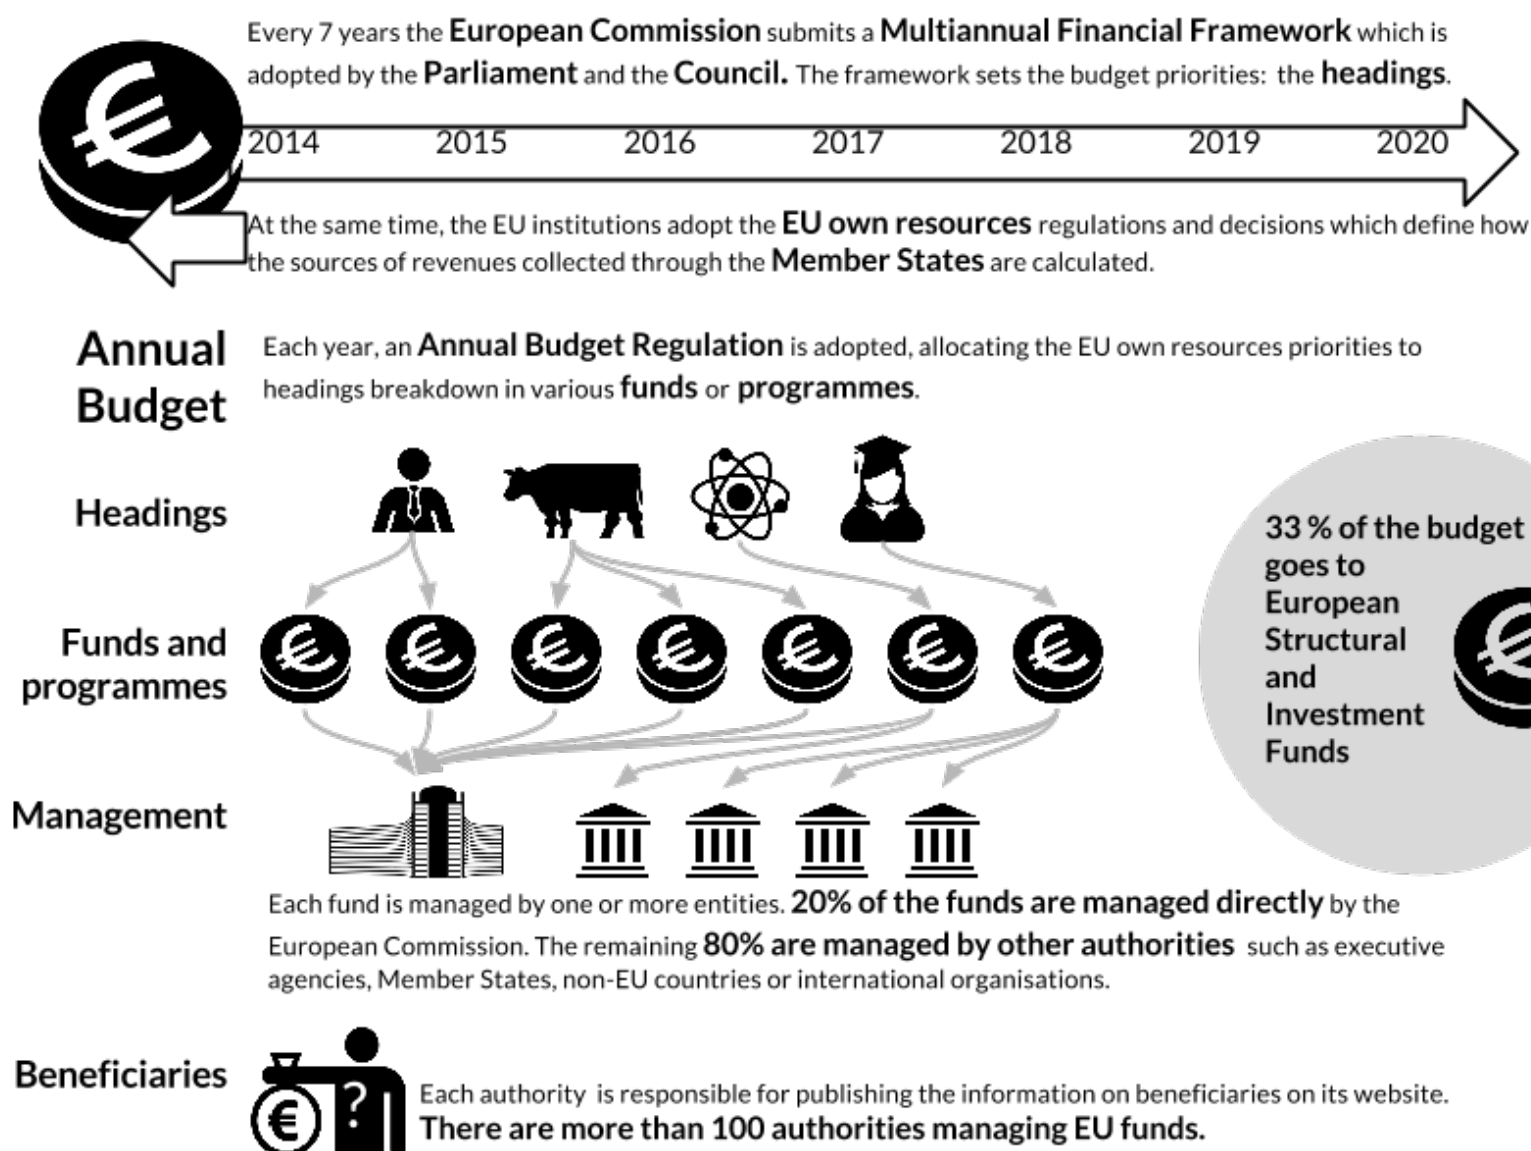 Every 7 years the European Commission submits a Multiannual Financial Framework which is
adopted by the Parliament and the Council. The framework sets the budget priorities: the headings.
2014 2015 2016 2017 2018 2019 2020
At the same time, the EU institutions adopt the EU own resources regulations and decisions which define how
the sources of revenues collected through the Member States are calculated.
Annual
Budget
Each year, an Annual Budget Regulation is adopted, allocating the EU own resources priorities to
headings breakdown in various funds or programmes.
Headings
33 % of the budget
goes to
European
Structural
and
Investment
Funds
Funds and
programmes
Management
Each fund is managed by one or more entities. 20% of the funds are managed directly by the
European Commission. The remaining 80% are managed by other authorities such as executive
agencies, Member States, non-EU countries or international organisations.
Beneficiaries
?
Each authority is responsible for publishing the information on beneficiaries on its website.
There are more than 100 authorities managing EU funds.